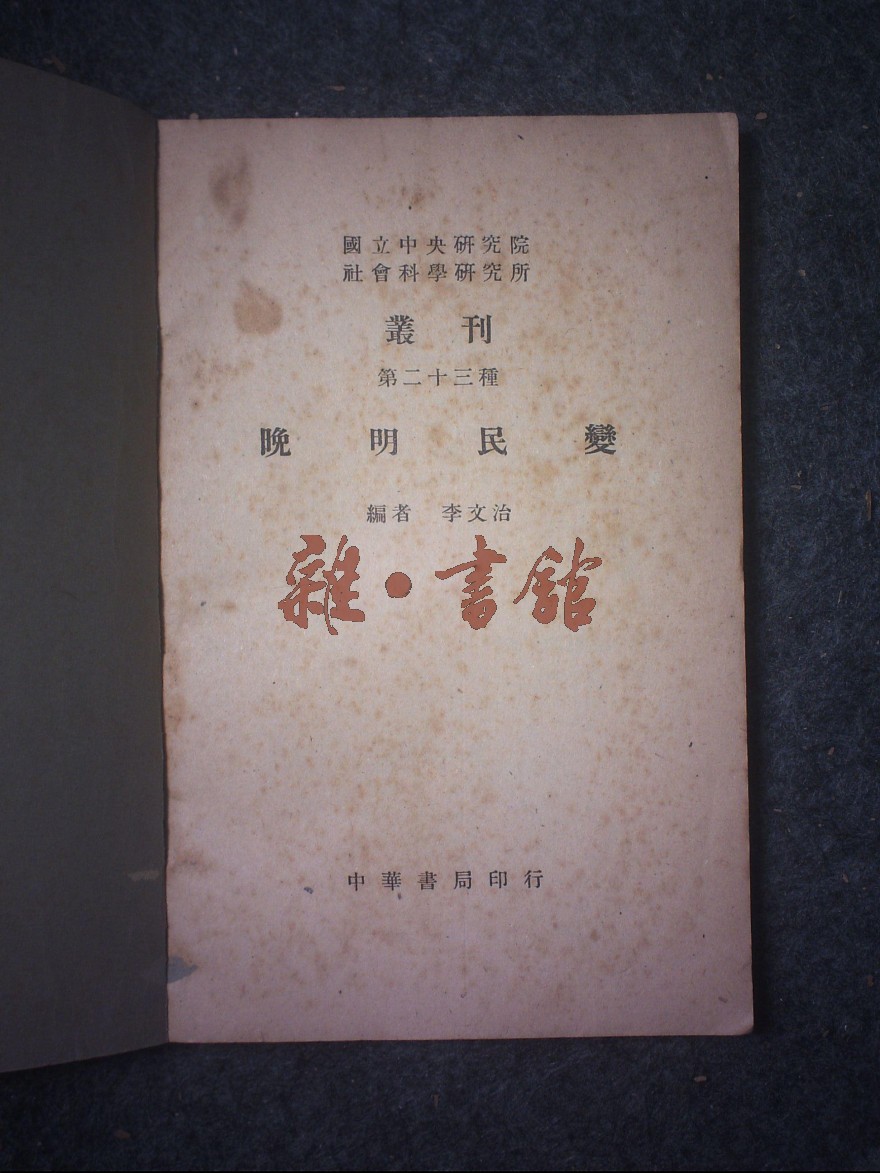 國立中央研究院
社會科學研究所
叢刊
第二十三種
晚明民變
編者 李文治
雜·書館
中華書局印行